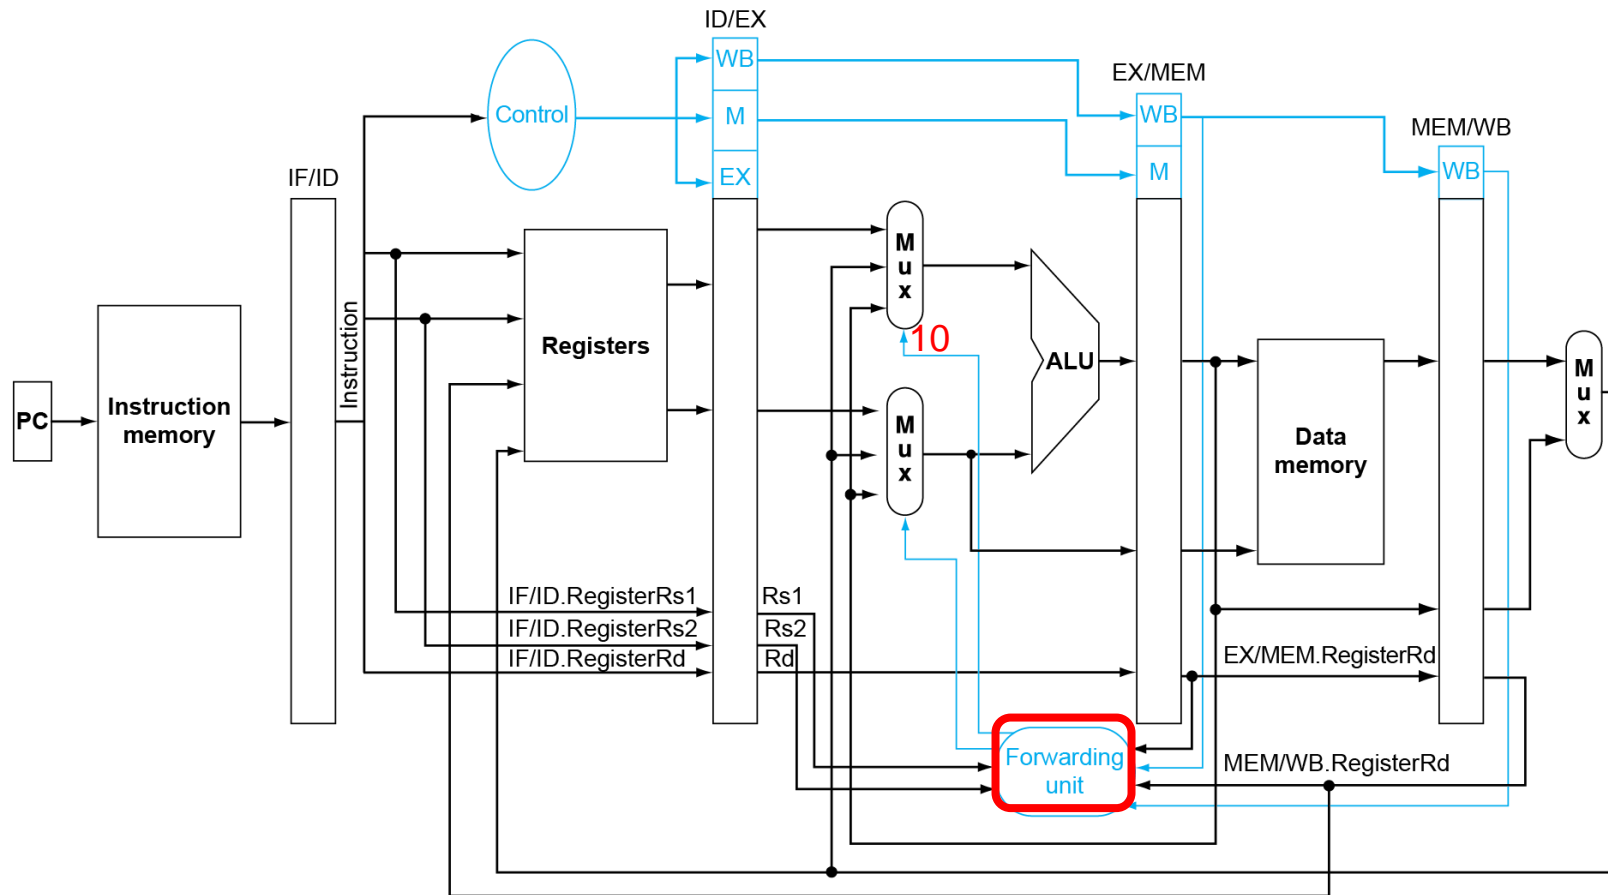 ID/EX
WB
EX/MEM
Control
M
WB
MEM/WB
IF/ID
EX
M
WB
M
u
x
Instruction
Registers
10
ALU
PC
Instruction
memory
M
u
x
Data
memory
M
u
x
IF/ID.RegisterRs1
Rs1
IF/ID.RegisterRs2
Rs2
IF/ID.RegisterRd
Rd
EX/MEM.RegisterRd
Forwarding
unit
MEM/WB.RegisterRd